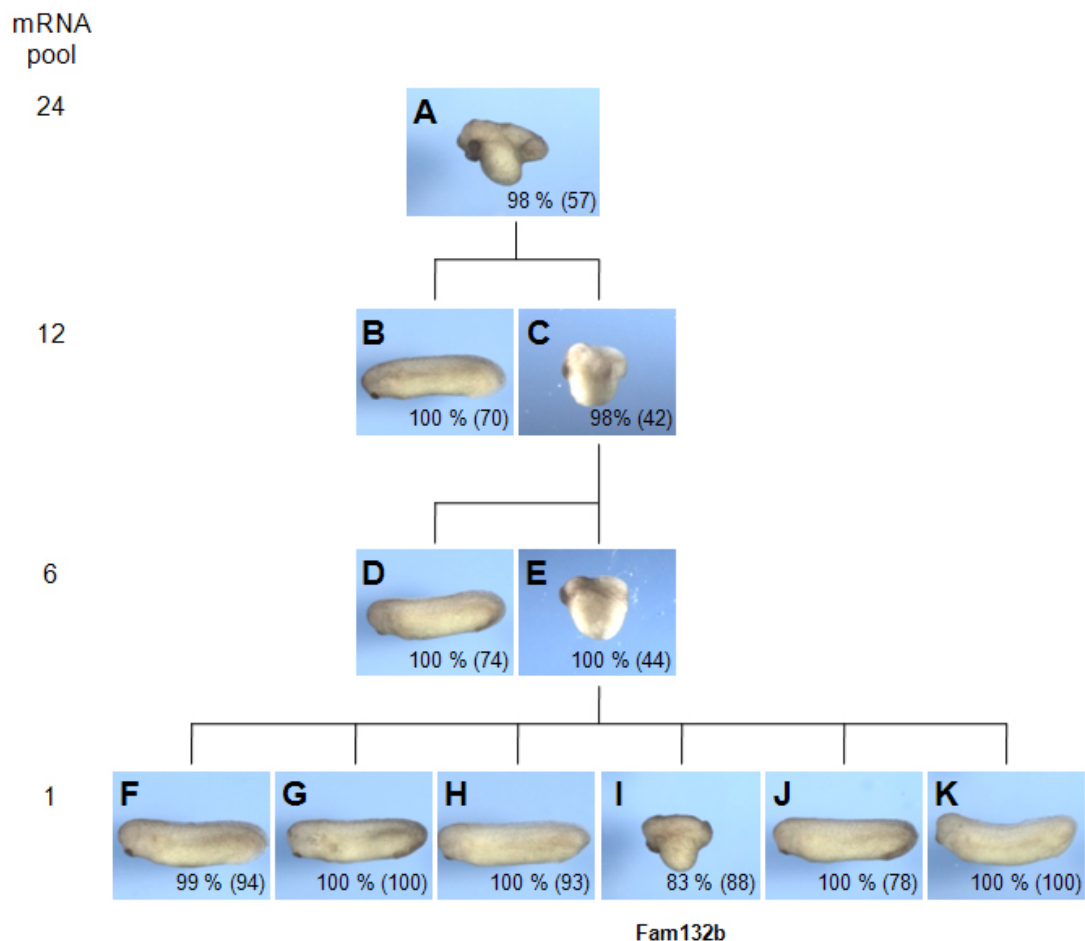 mRNA
pool
24
A
98 % (57)
12
B
C
100 % (70)
98% (42)
6
D
E
100 % (74)
100 % (44)
1
F
G
H
I
J
K
99 % (94)
100 % (100)
100 % (93)
83 % (88)
100 % (78)
100 % (100)
Fam132b